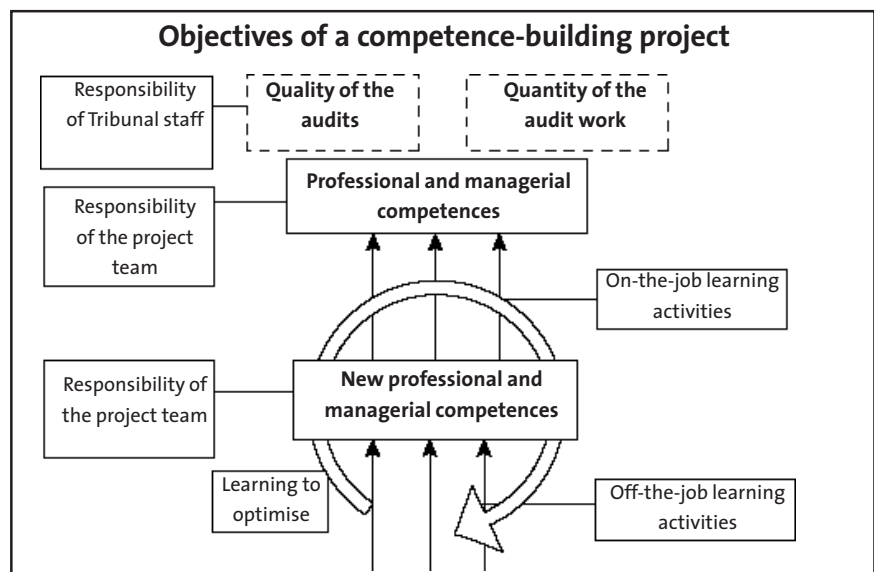 Objectives of a competence-building project
Responsibility
of Tribunal staff
Quality of the
audits
Quantity of the
audit work
Professional and managerial
competences
Responsibility
of the project
team
On-the-job learning
activities
Responsibility of
the project team
New professional and
managerial competences
Learning to
optimise
Off-the-job learning
activities